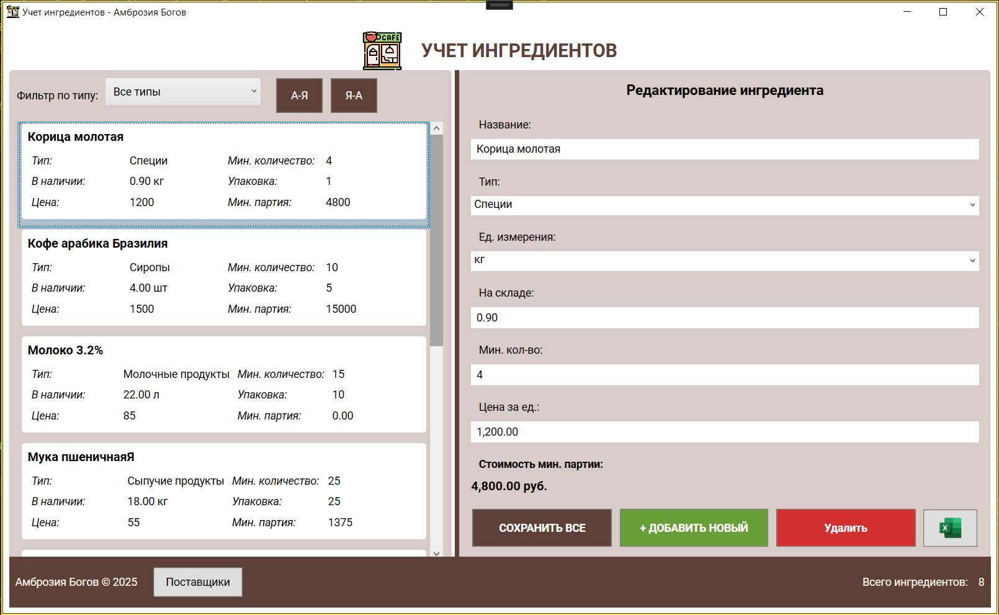 Учет ингредиентов - Амброзия Богов
CAFE
УЧЕТ ИНГРЕДИЕНТОВ
Фильтр по типу: Все типы А-Я Я-А
Корица молотая
Тип: Специи Мин. количество: 4
В наличии: 0.90 кг Упаковка: 1
Цена: 1200 Мин. партия: 4800
Кофе арабика Бразилия
Тип: Сиропы Мин. количество: 10
В наличии: 4.00 шт Упаковка: 5
Цена: 1500 Мин. партия: 15000
Молоко 3.2%
Тип: Молочные продукты Мин. количество: 15
В наличии: 22.00 л Упаковка: 10
Цена: 85 Мин. партия: 0.00
Мука пшеничнаяЯ
Тип: Сыпучие продукты Мин. количество: 25
В наличии: 18.00 кг Упаковка: 25
Цена: 55 Мин. партия: 1375
Редактирование ингредиента
Название:
Корица молотая
Тип:
Специи
Ед. измерения:
кг
На складе:
0.90
Мин. кол-во:
4
Цена за ед.:
1,200.00
Стоимость мин. партии:
4,800.00 руб.
СОХРАНИТЬ ВСЕ + ДОБАВИТЬ НОВЫЙ Удалить X
Амброзия Богов © 2025 Поставщики Всего ингредиентов: 8